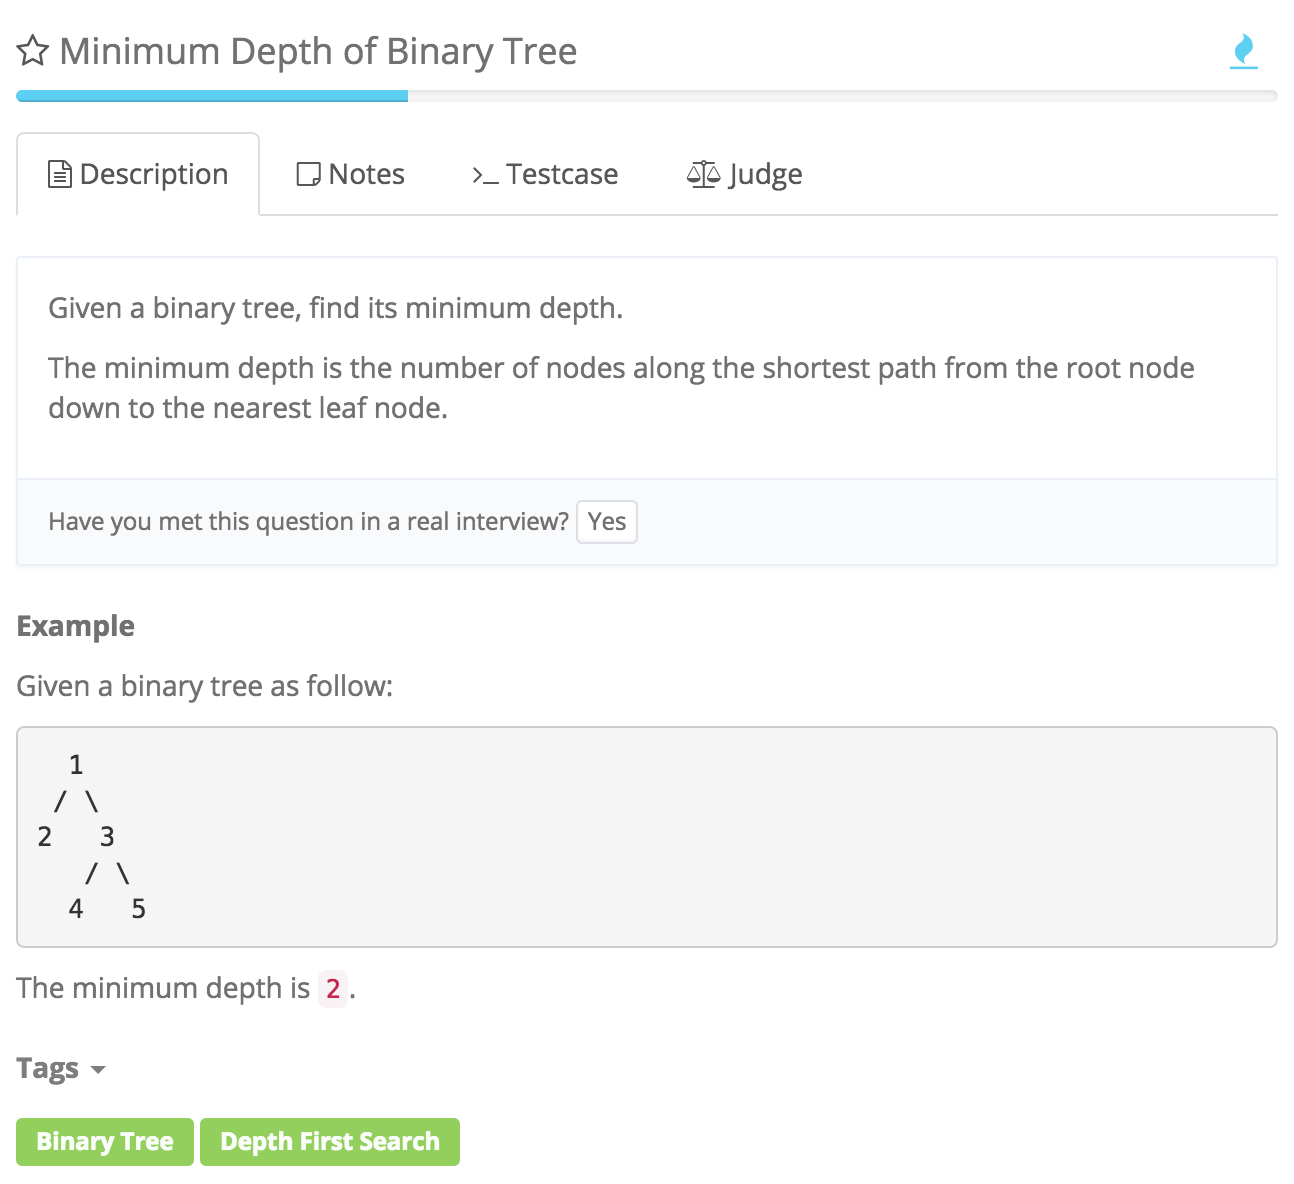 Minimum Depth of Binary Tree
Description
Notes
Testcase
Judge
Given a binary tree, find its minimum depth.
The minimum depth is the number of nodes along the shortest path from the root node
down to the nearest leaf node.
Have you met this question in a real interview? Yes
Example
Given a binary tree as follow:
  1
 / \
2   3
   / \
  4   5
The minimum depth is 2.
Tags
Binary Tree
Depth First Search